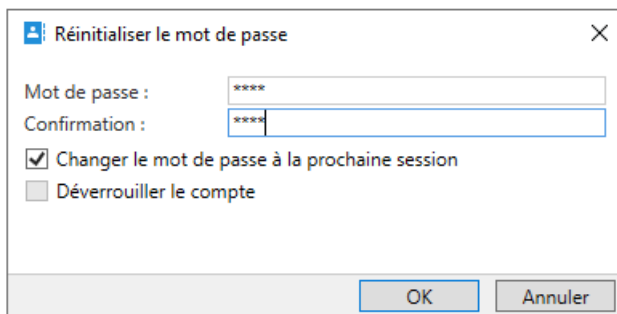 Réinitialiser le mot de passe
Mot de passe : ****
Confirmation : ****
Changer le mot de passe à la prochaine session
Déverrouiller le compte
OK Annuler